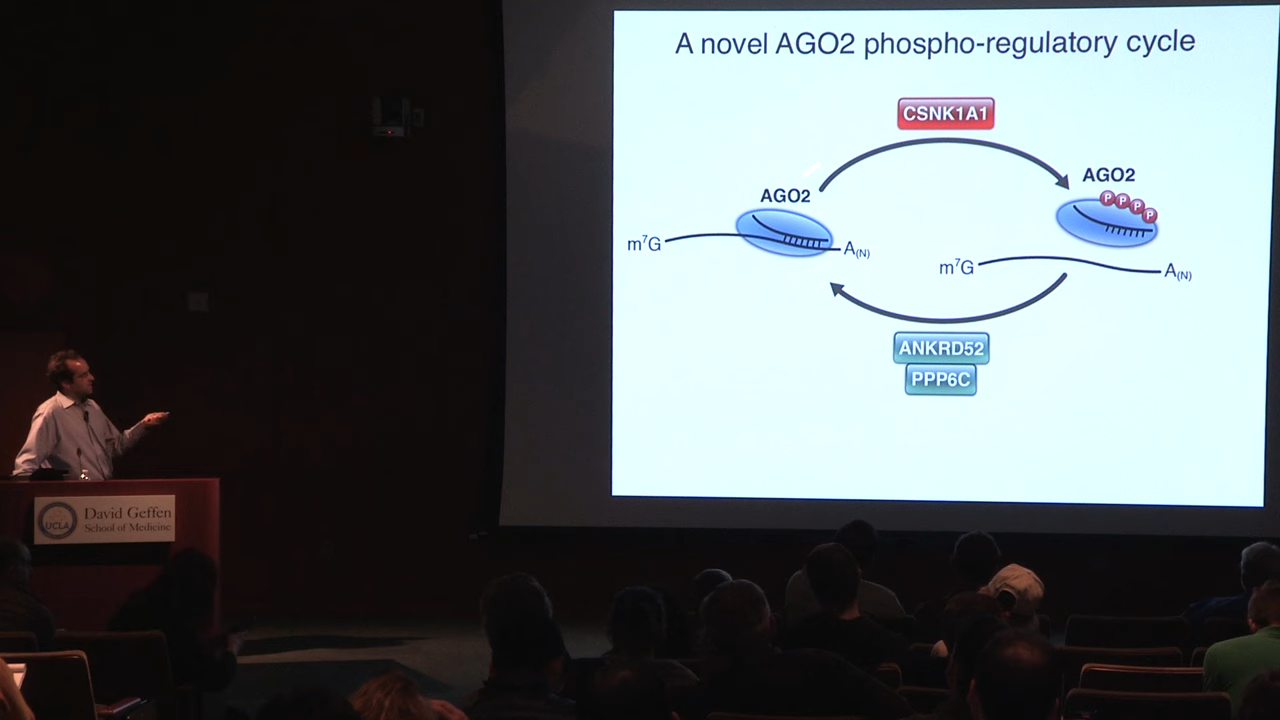 A novel AGO2 phospho-regulatory cycle
CSNK1A1
AGO2
P P P P
AGO2
m⁷G
A(N)
m⁷G
A(N)
ANKRD52
PPP6C
UCLA
David Geffen
School of Medicine